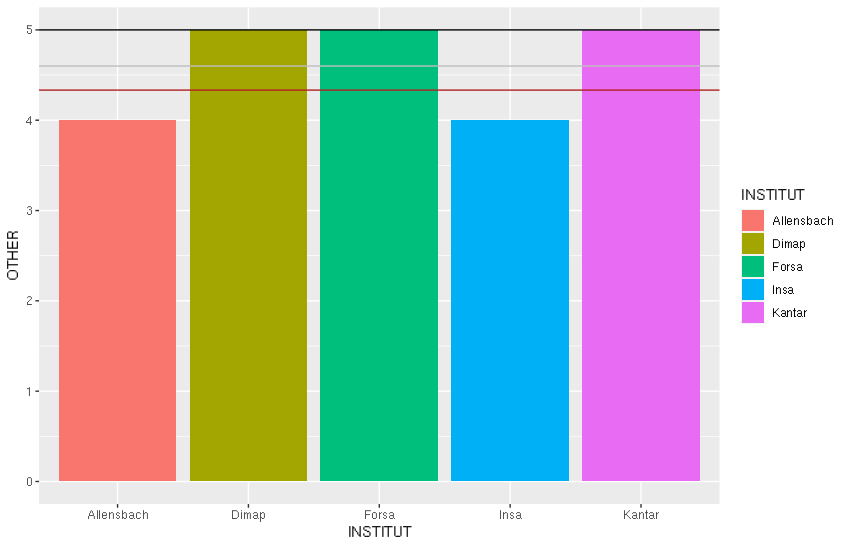 5
4
3
2
1
0
OTHER
Allensbach
Dimap
Forsa
Insa
Kantar
INSTITUT
INSTITUT
Allensbach
Dimap
Forsa
Insa
Kantar